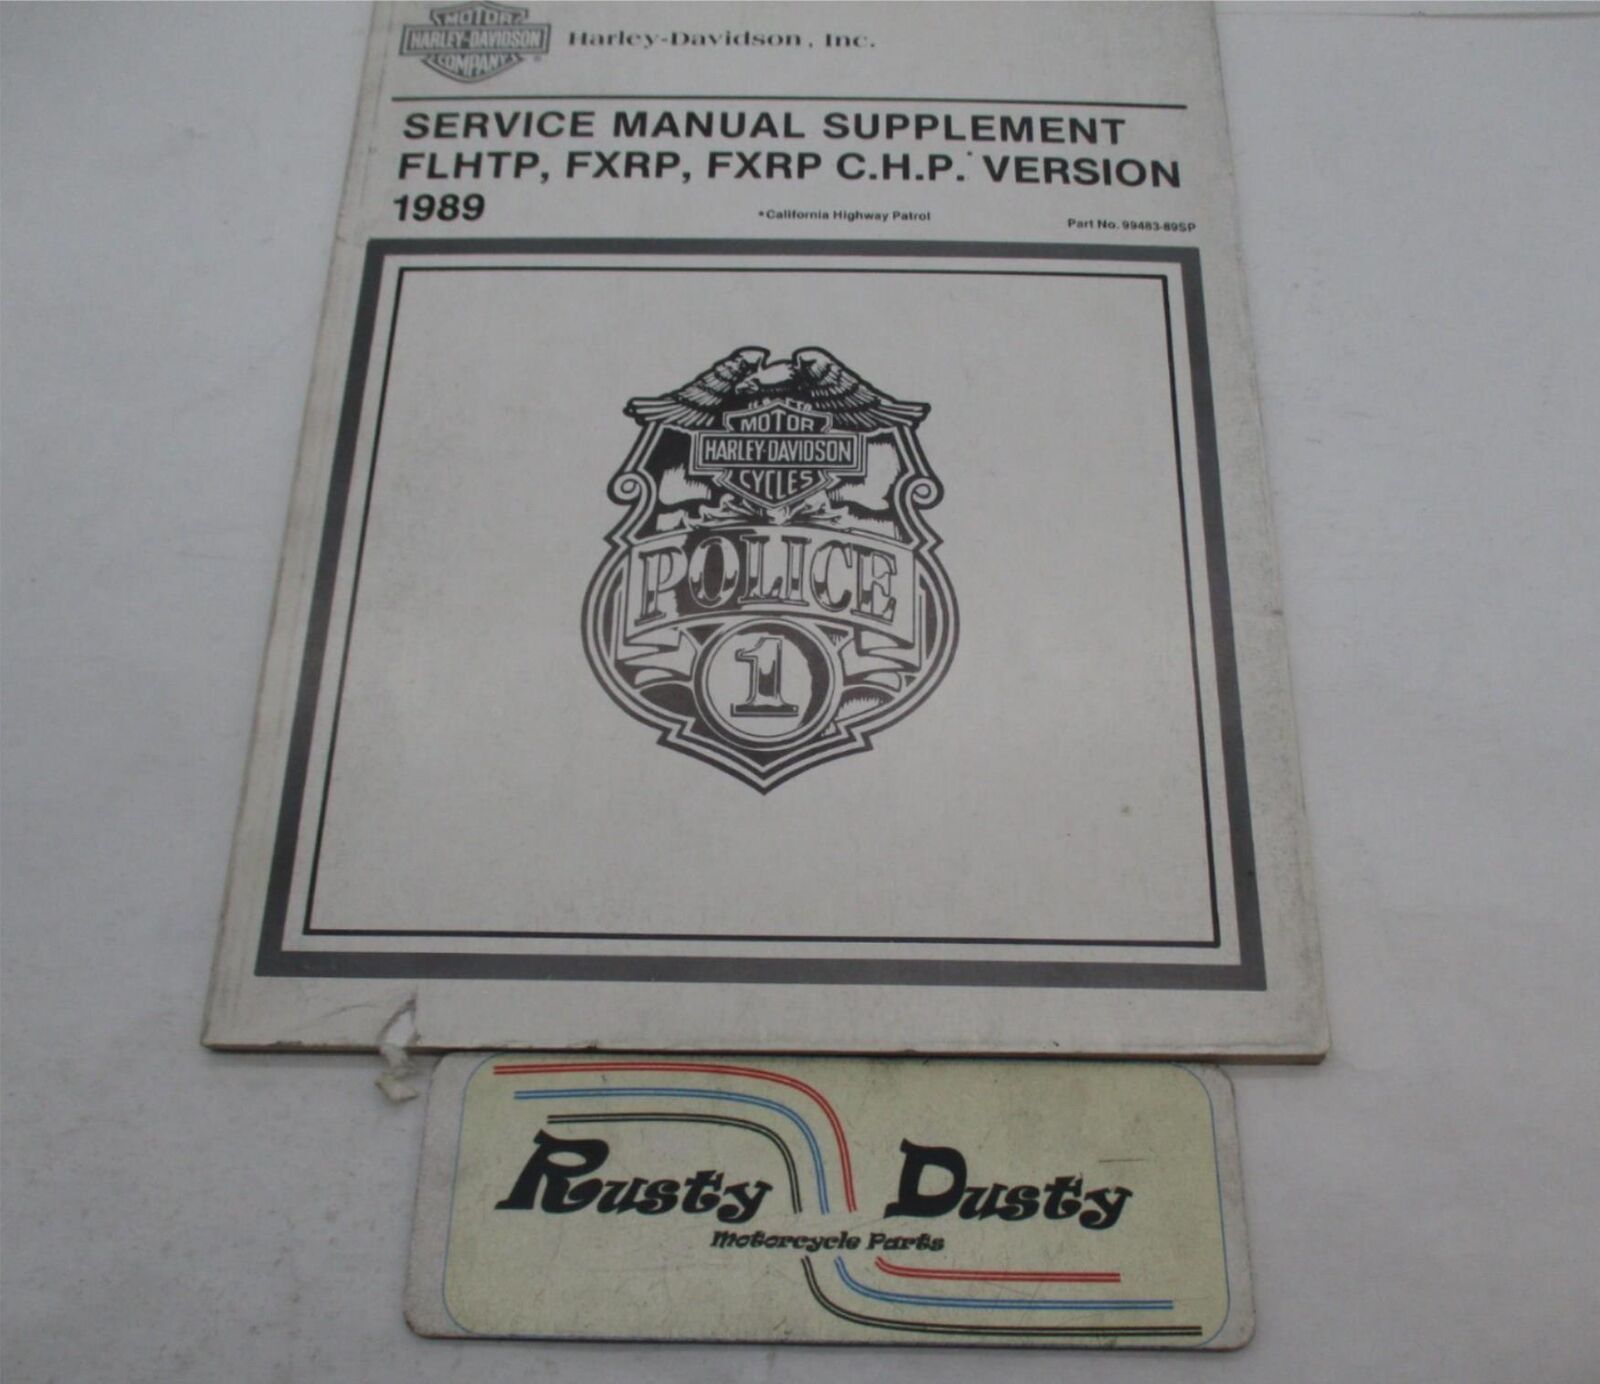 MOTOR
HARLEY-DAVIDSON
COMPANY
Harley-Davidson, Inc.
SERVICE MANUAL SUPPLEMENT
FLHTP, FXRP, FXRP C.H.P.* VERSION
1989
*California Highway Patrol
Part No. 99483-89SP
MOTOR
HARLEY-DAVIDSON
CYCLES
POLICE
1
Rusty Dusty
Motorcycle Parts